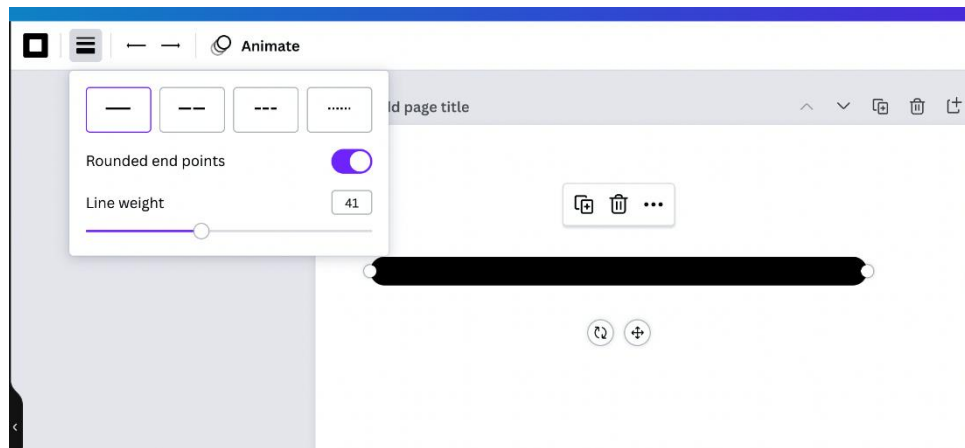 Animate
ld page title
Rounded end points
Line weight
41